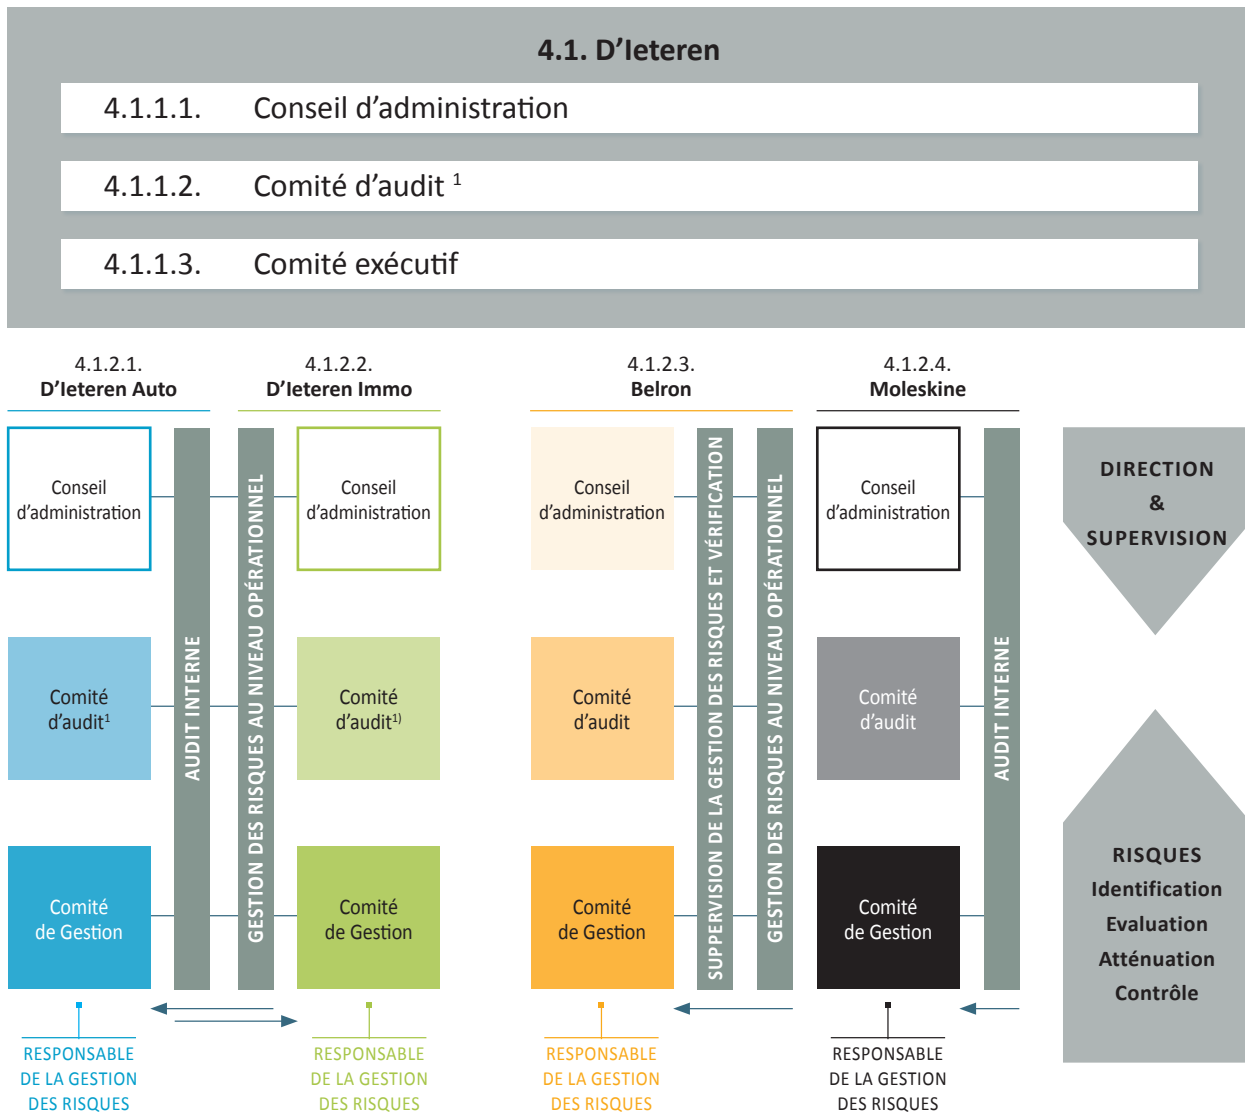 4.1. D'Ieteren
4.1.1.1. Conseil d'administration
4.1.1.2. Comité d'audit ¹
4.1.1.3. Comité exécutif
4.1.2.1.
D'Ieteren Auto
4.1.2.2.
D'Ieteren Immo
4.1.2.3.
Belron
4.1.2.4.
Moleskine
Conseil
d'administration
Comité
d'audit¹
Comité
de Gestion
AUDIT INTERNE
GESTION DES RISQUES AU NIVEAU OPÉRATIONNEL
Conseil
d'administration
Comité
d'audit¹⁾
Comité
de Gestion
Conseil
d'administration
Comité
d'audit
Comité
de Gestion
SUPPERVISION DE LA GESTION DES RISQUES ET VÉRIFICATION
GESTION DES RISQUES AU NIVEAU OPÉRATIONNEL
Conseil
d'administration
Comité
d'audit
Comité
de Gestion
AUDIT INTERNE
DIRECTION
&
SUPERVISION
RISQUES
Identification
Evaluation
Atténuation
Contrôle
RESPONSABLE
DE LA GESTION
DES RISQUES
RESPONSABLE
DE LA GESTION
DES RISQUES
RESPONSABLE
DE LA GESTION
DES RISQUES
RESPONSABLE
DE LA GESTION
DES RISQUES